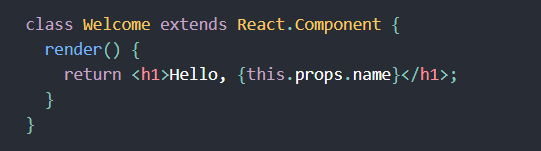 class Welcome extends React.Component {
  render() {
    return <h1>Hello, {this.props.name}</h1>;
  }
}